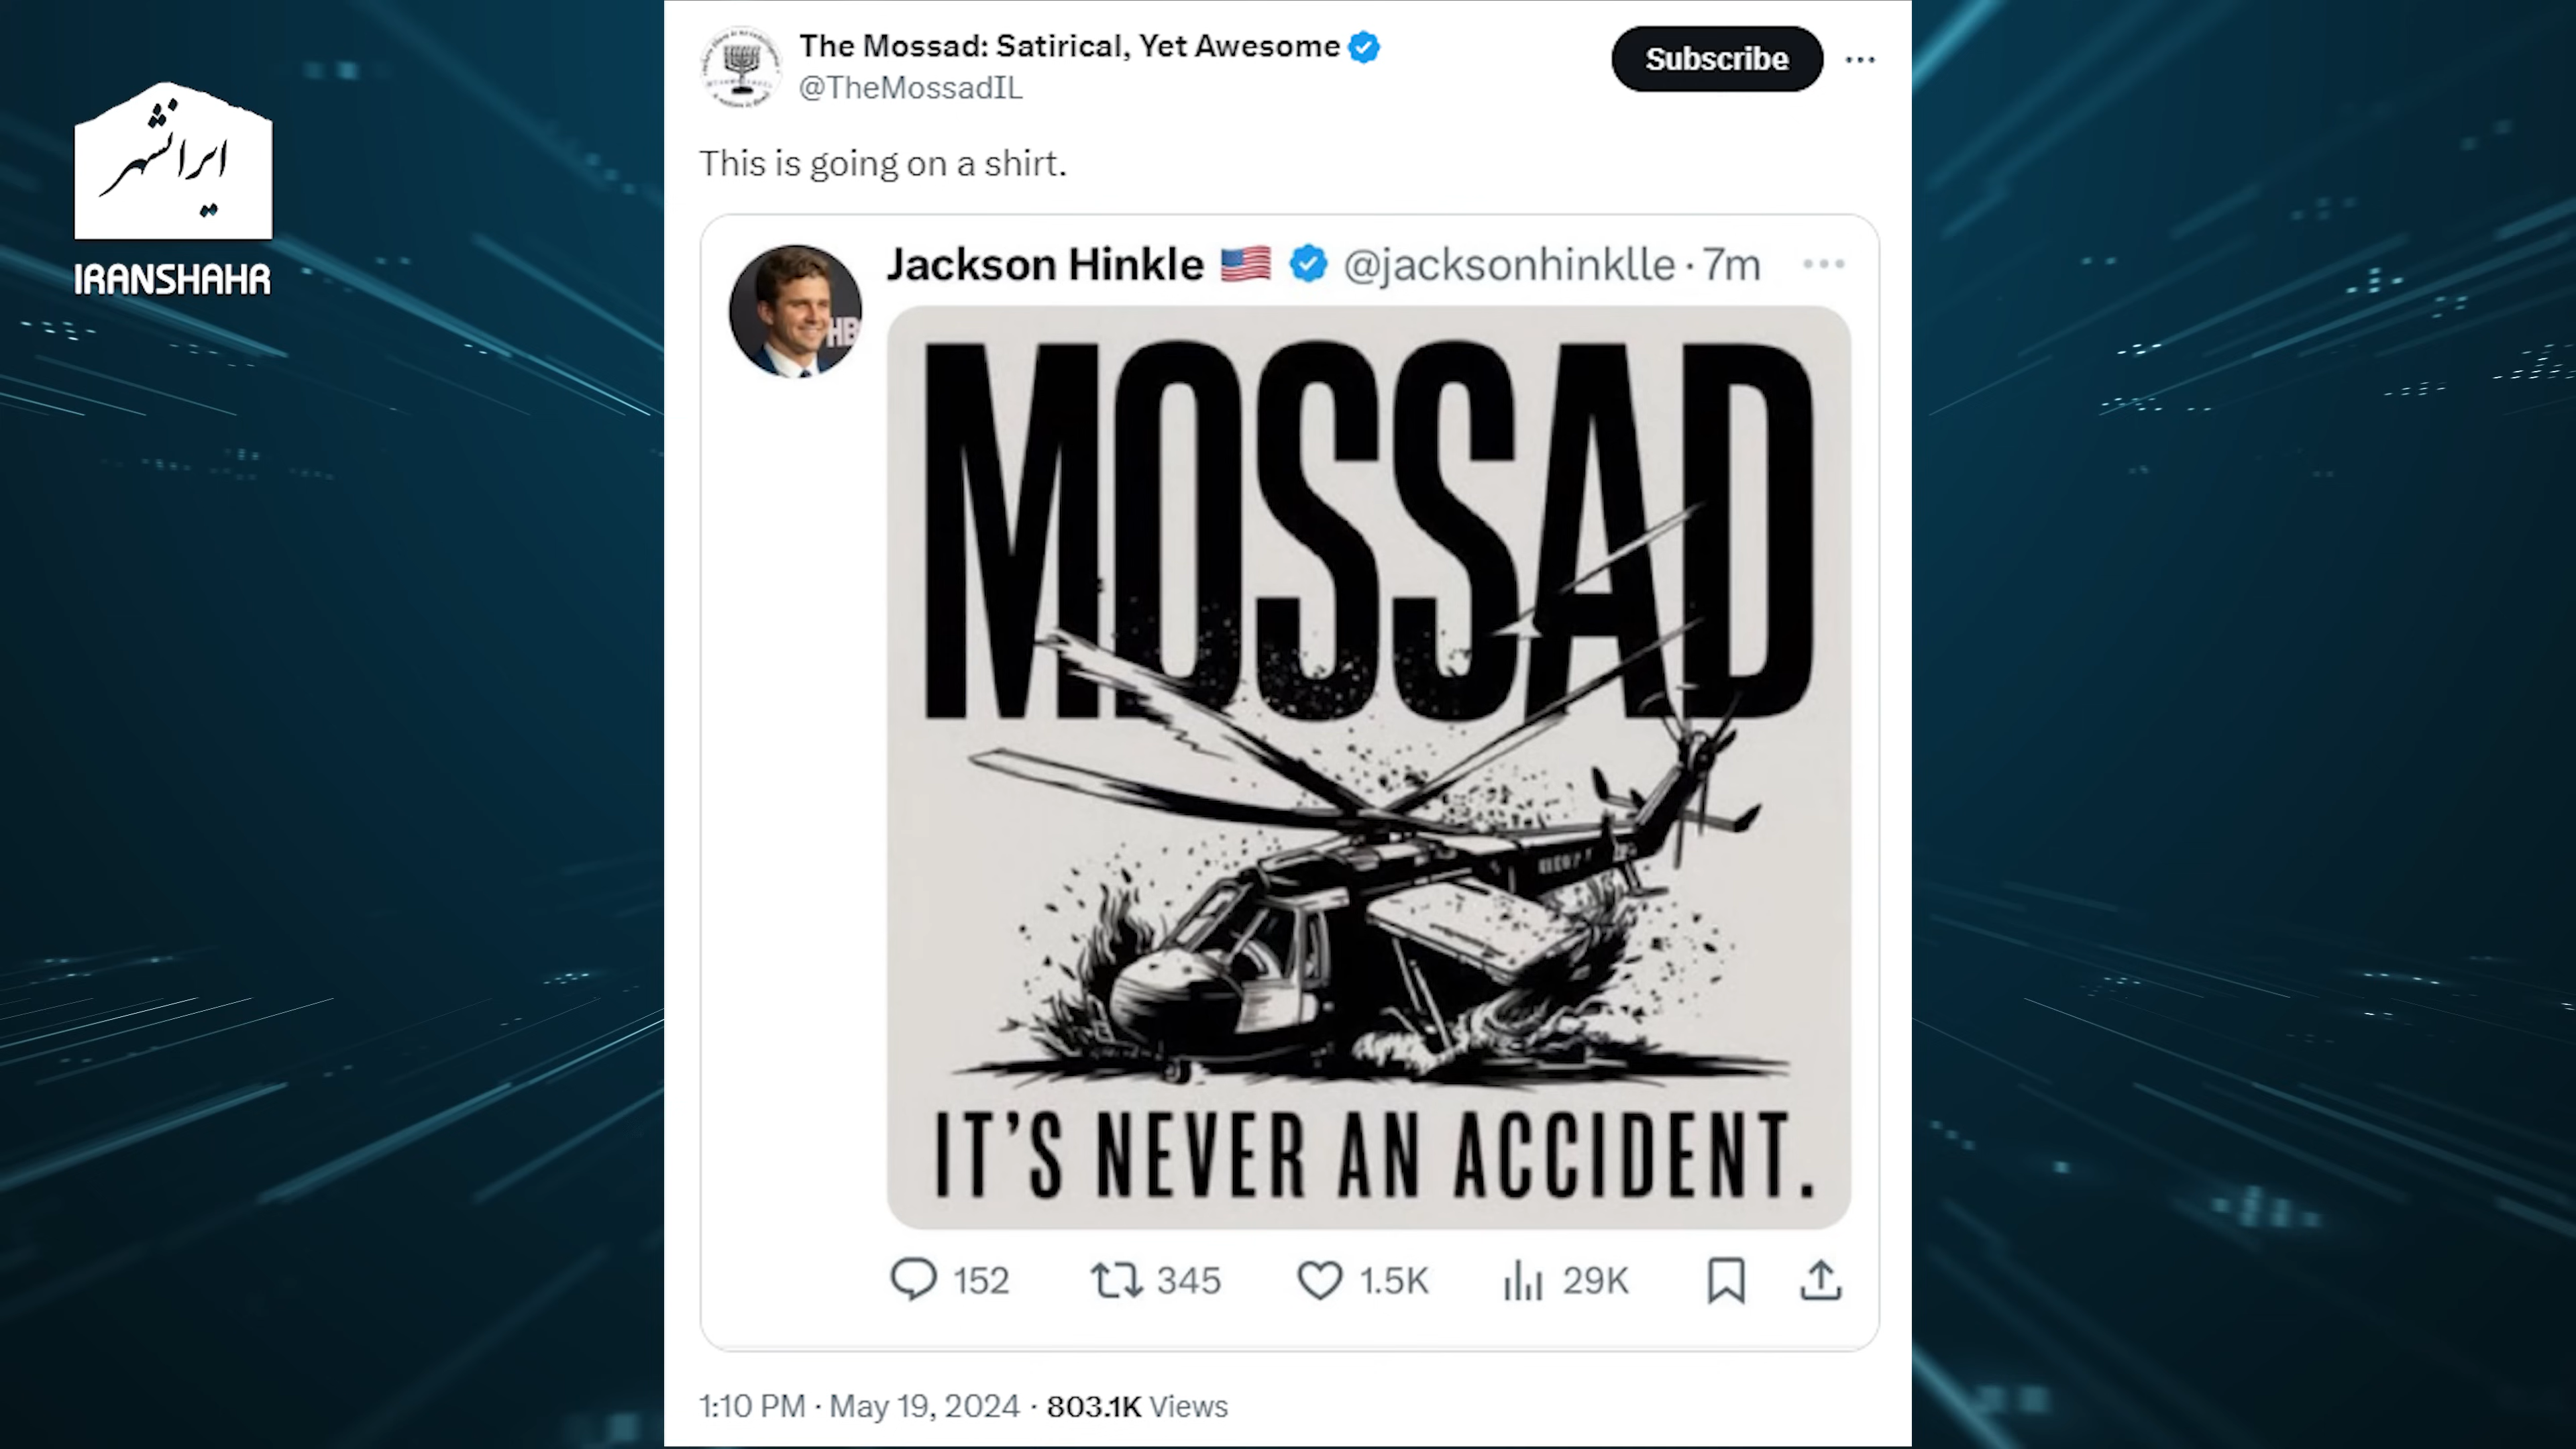 ایرانشهر
IRANSHAHR
The Mossad: Satirical, Yet Awesome
@TheMossadIL
Subscribe
This is going on a shirt.
Jackson Hinkle @jacksonhinklle · 7m
HB
MOSSAD
IT'S NEVER AN ACCIDENT.
152 345 1.5K 29K
1:10 PM · May 19, 2024 · 803.1K Views